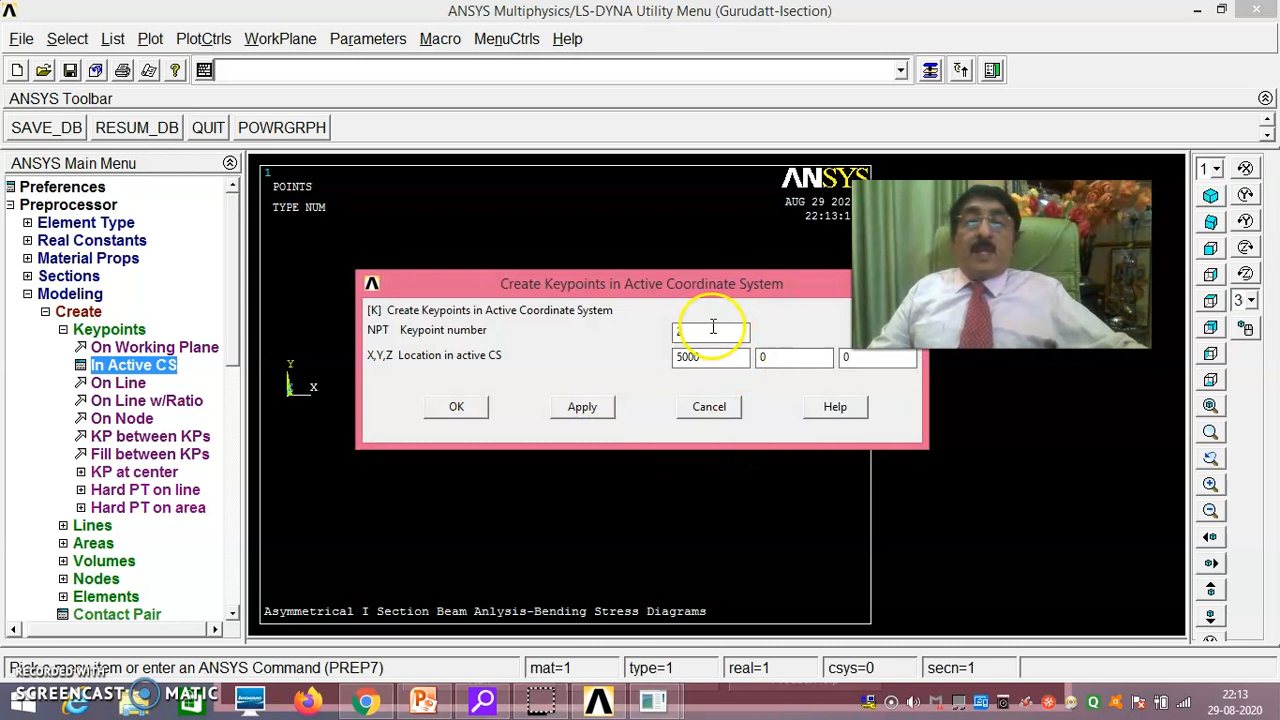 ANSYS Multiphysics/LS-DYNA Utility Menu (Gurudatt-Isection)
File Select List Plot PlotCtrls WorkPlane Parameters Macro MenuCtrls Help
ANSYS Toolbar
SAVE_DB RESUM_DB QUIT POWRGRPH
ANSYS Main Menu
Preferences
Preprocessor
Element Type
Real Constants
Material Props
Sections
Modeling
Create
Keypoints
On Working Plane
In Active CS
On Line
On Line w/Ratio
On Node
KP between KPs
Fill between KPs
KP at center
Hard PT on line
Hard PT on area
Lines
Areas
Volumes
Nodes
Elements
Contact Pair
1
POINTS
TYPE NUM
ANSYS
AUG 29 202
22:13:1
Y
X
Create Keypoints in Active Coordinate System
[K] Create Keypoints in Active Coordinate System
NPT Keypoint number
X,Y,Z Location in active CS 5000 0 0
OK Apply Cancel Help
Asymmetrical I Section Beam Anlysis-Bending Stress Diagrams
1
3
item or enter an ANSYS Command (PREP7) mat=1 type=1 real=1 csys=0 secn=1
RECORDED WITH
SCREENCAST MATIC
22:13
29-08-2020